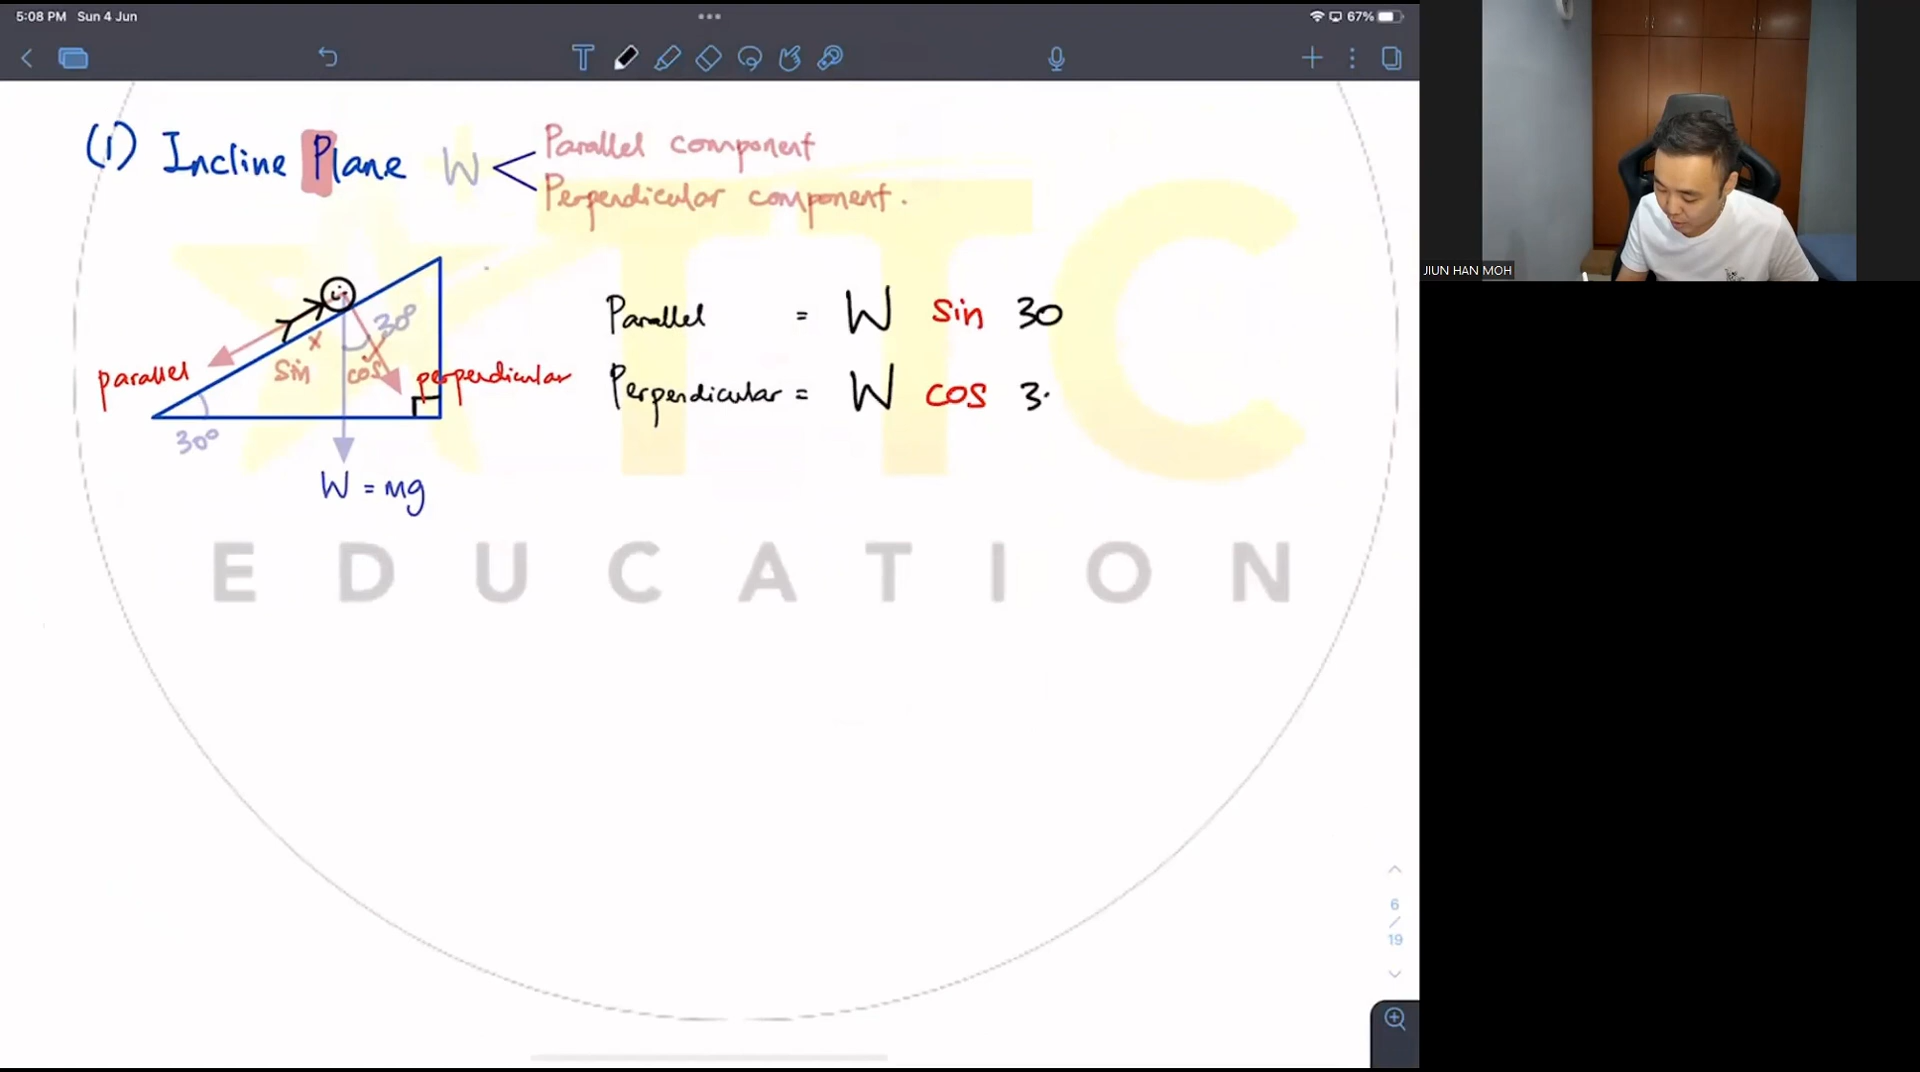 5:08 PM Sun 4 Jun
67%
(1) Incline Plane W
Parallel component
Perpendicular component.
30°
Parallel = W sin 30
parallel
sin
cos
perpendicular
Perpendicular = W cos 3
30°
W = mg
TTC
EDUCATION
JIUN HAN MOH
6
/
19